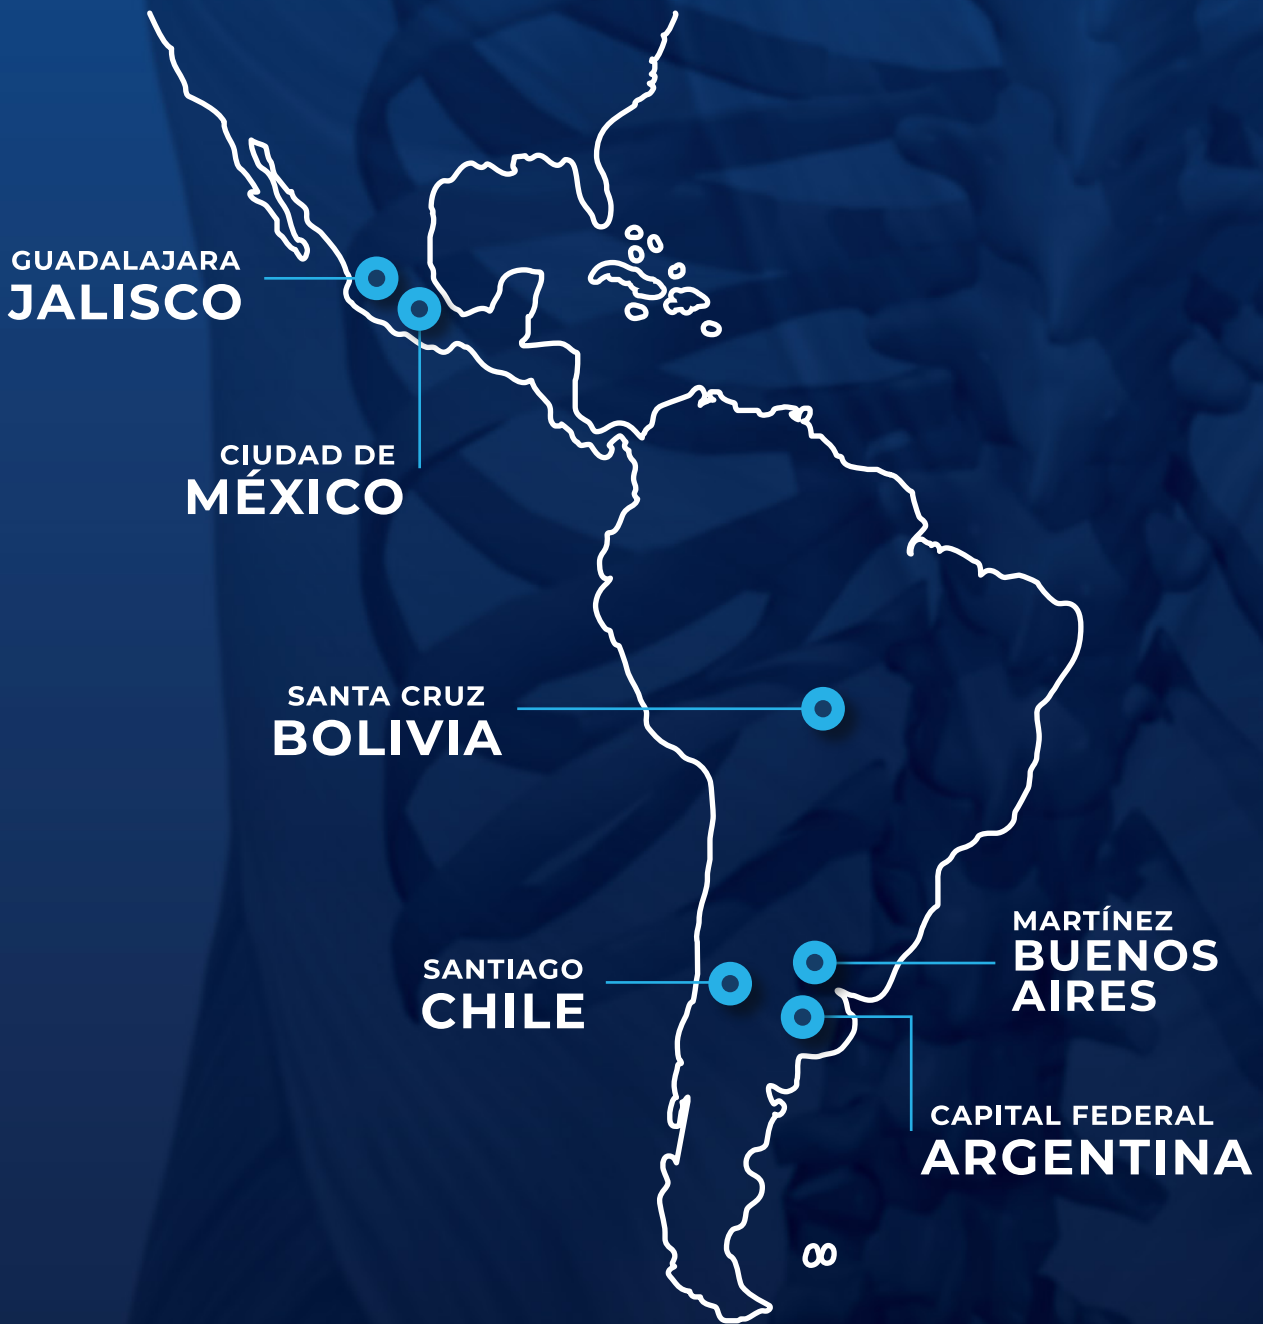 GUADALAJARA
JALISCO
CIUDAD DE
MÉXICO
SANTA CRUZ
BOLIVIA
MARTÍNEZ
BUENOS
AIRES
SANTIAGO
CHILE
CAPITAL FEDERAL
ARGENTINA